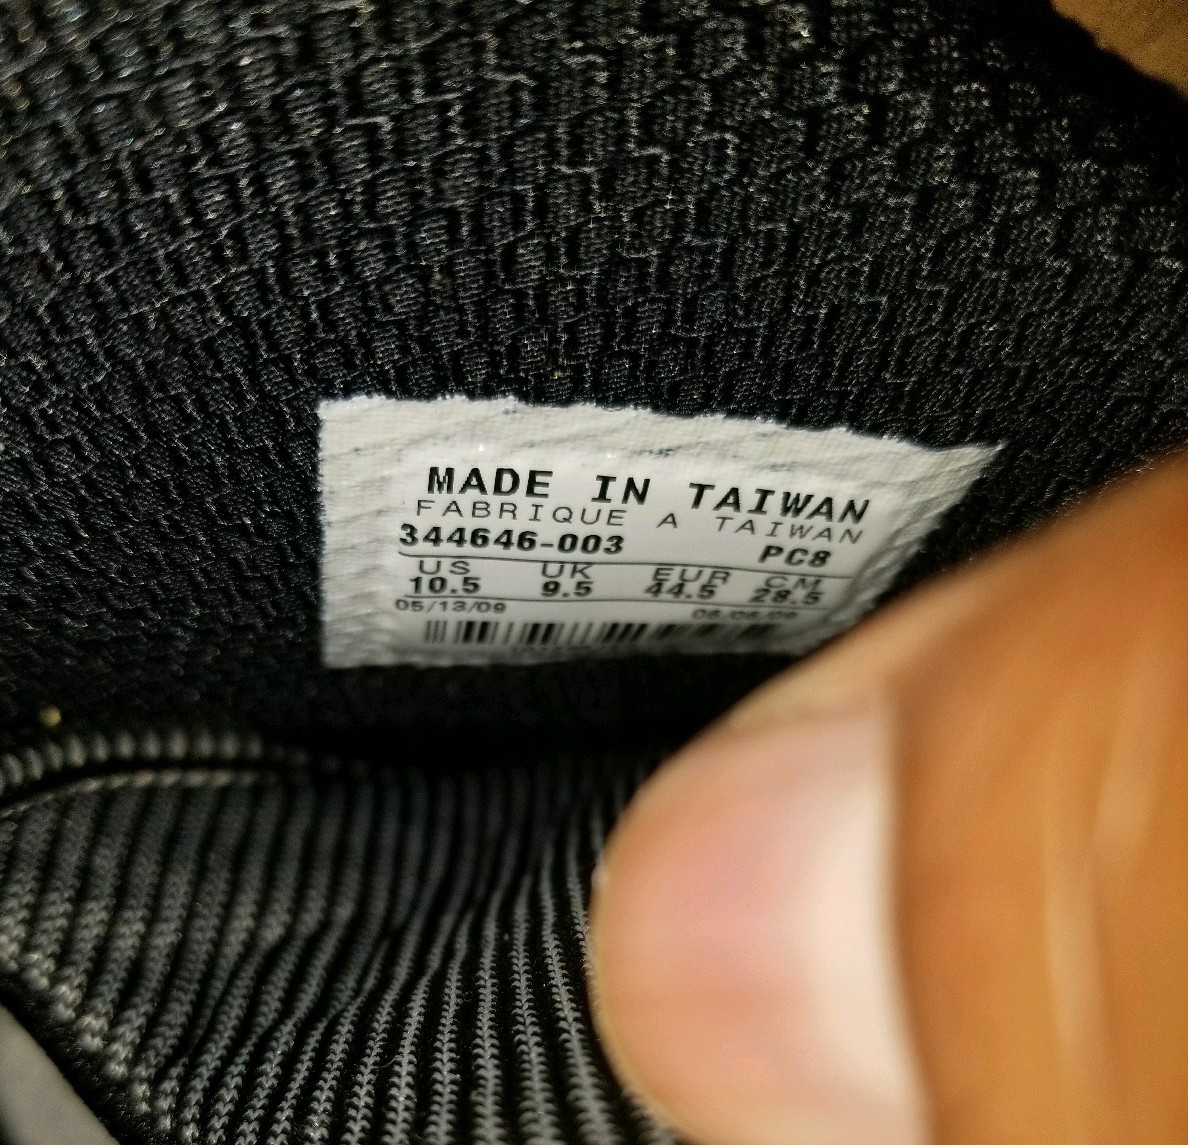 MADE IN TAIWAN
FABRIQUE A TAIWAN
344646-003 PC8
US UK EUR CM
10.5 9.5 44.5 28.5
05/13/09